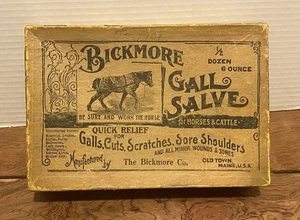 BICKMORE
1/2
DOZEN
6 OUNCE
GALL
SALVE
BE SURE AND WORK THE HORSE
for HORSES & CATTLE
QUICK RELIEF
FOR
Galls, Cuts, Scratches, Sore Shoulders
AND ALL MINOR WOUNDS & SORES
Manufactured by The Bickmore Co. OLD TOWN, MAINE, U.S.A.